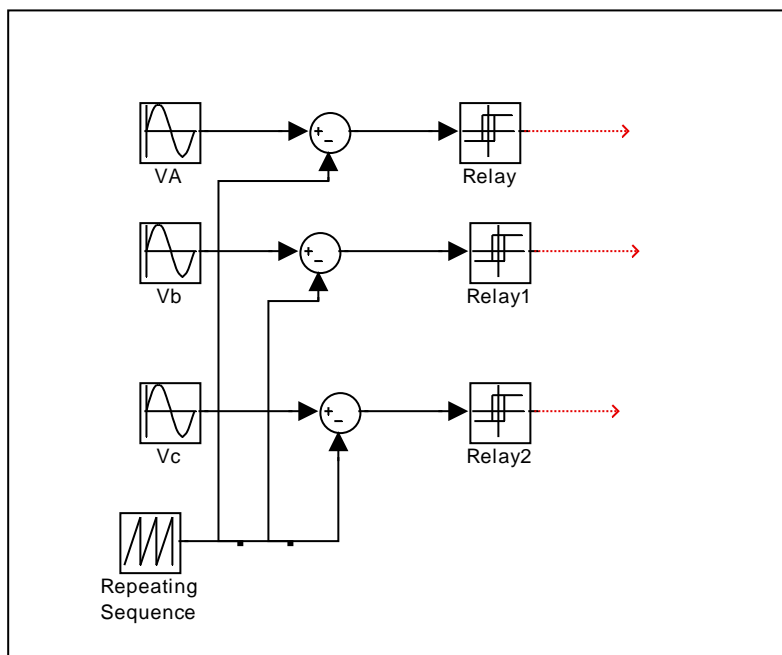 VA
Relay
Vb
Relay1
Vc
Relay2
Repeating
Sequence